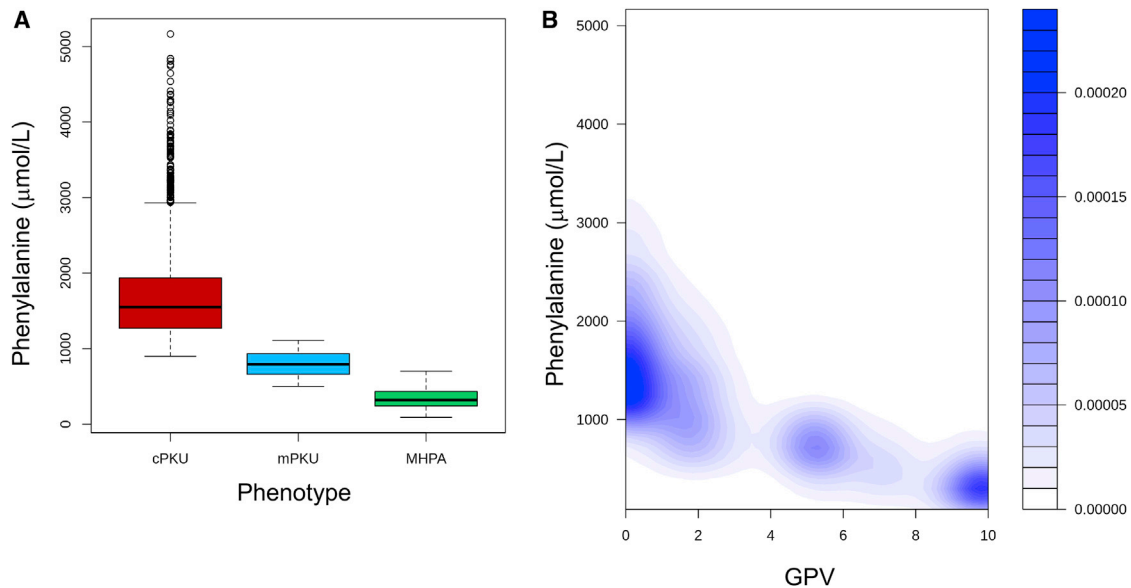 A
Phenylalanine (μmol/L)
5000
4000
3000
2000
1000
0
cPKU mPKU MHPA
Phenotype
B
Phenylalanine (μmol/L)
5000
4000
3000
2000
1000
0 2 4 6 8 10
GPV
0.00020
0.00015
0.00010
0.00005
0.00000